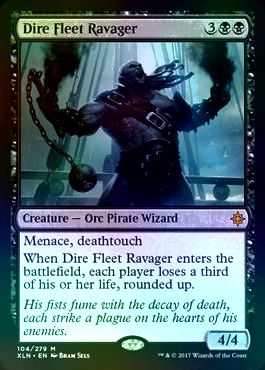 Dire Fleet Ravager 3
Creature — Orc Pirate Wizard
Menace, deathtouch
When Dire Fleet Ravager enters the
battlefield, each player loses a third
of his or her life, rounded up.
His fists fume with the decay of death,
each strike a plague on the hearts of his
enemies.
4/4
104/279 M
XLN • EN Bram Sels
™ & © 2017 Wizards of the Coast